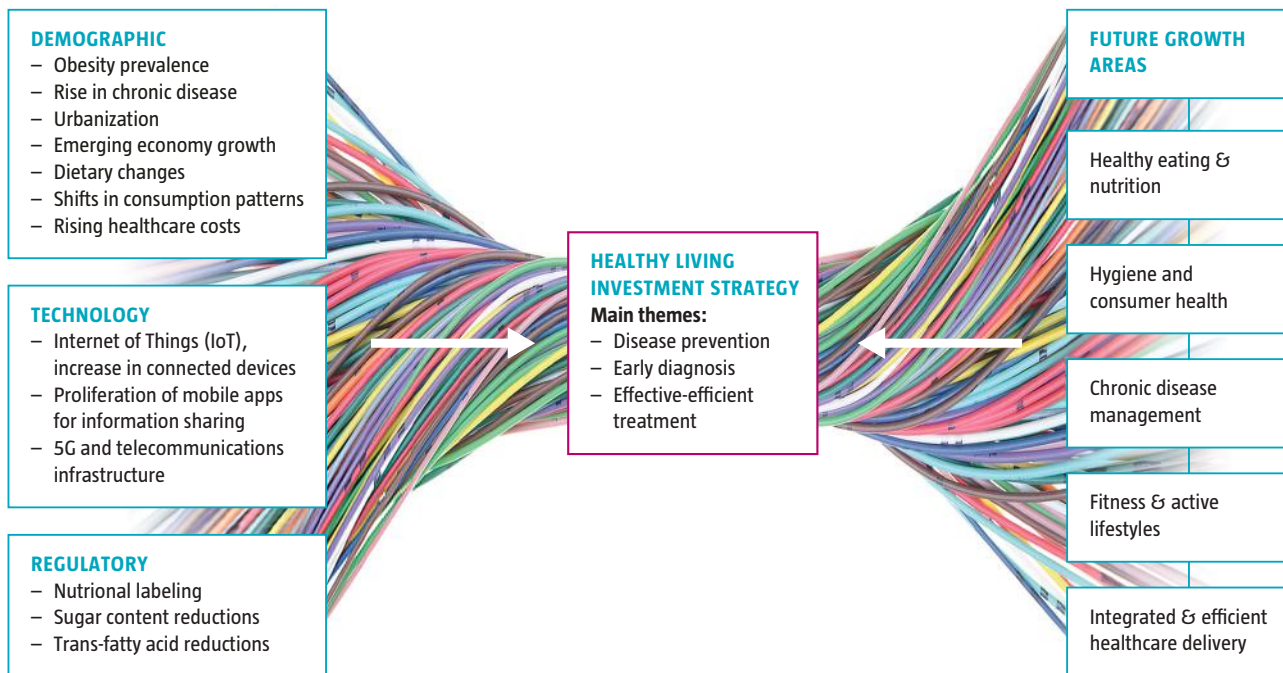 DEMOGRAPHIC
– Obesity prevalence
– Rise in chronic disease
– Urbanization
– Emerging economy growth
– Dietary changes
– Shifts in consumption patterns
– Rising healthcare costs
TECHNOLOGY
– Internet of Things (IoT),
increase in connected devices
– Proliferation of mobile apps
for information sharing
– 5G and telecommunications
infrastructure
REGULATORY
– Nutrional labeling
– Sugar content reductions
– Trans-fatty acid reductions
HEALTHY LIVING
INVESTMENT STRATEGY
Main themes:
– Disease prevention
– Early diagnosis
– Effective-efficient
treatment
FUTURE GROWTH
AREAS
Healthy eating &
nutrition
Hygiene and
consumer health
Chronic disease
management
Fitness & active
lifestyles
Integrated & efficient
healthcare delivery